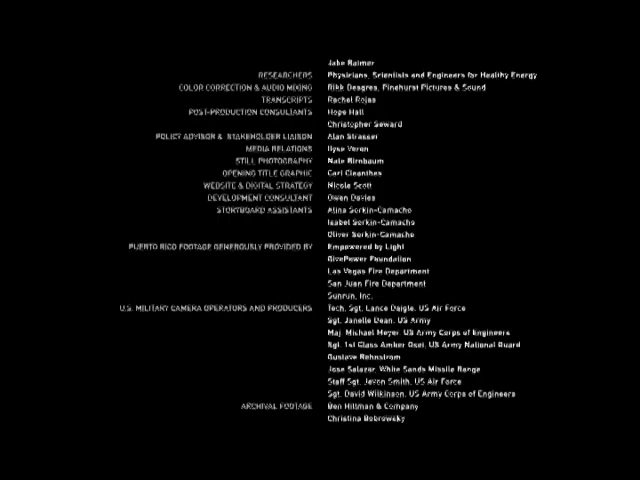 Jake Raimer
RESEARCHERS Physicians, Scientists and Engineers for Healthy Energy
COLOR CORRECTION & AUDIO MIXING Rikk Desgres, Pinehurst Pictures & Sound
TRANSCRIPTS Rachel Rojas
POST-PRODUCTION CONSULTANTS Hope Hall
Christopher Seward
POLICY ADVISOR & STAKEHOLDER LIAISON Alan Strasser
MEDIA RELATIONS Ilyse Veron
STILL PHOTOGRAPHY Nate Birnbaum
OPENING TITLE GRAPHIC Carl Cleanthes
WEBSITE & DIGITAL STRATEGY Nicole Scott
DEVELOPMENT CONSULTANT Owen Davies
STORYBOARD ASSISTANTS Alina Sorkin-Camacho
Isabel Sorkin-Camacho
Oliver Sorkin-Camacho
PUERTO RICO FOOTAGE GENEROUSLY PROVIDED BY Empowered by Light
GivePower Foundation
Las Vegas Fire Department
San Juan Fire Department
Sunrun, Inc.
U.S. MILITARY CAMERA OPERATORS AND PRODUCERS Tech. Sgt. Lance Daigle, US Air Force
Sgt. Janelle Dean, US Army
Maj. Michael Meyer, US Army Corps of Engineers
Sgt. 1st Class Amber Osei, US Army National Guard
Gustave Rehnstrom
Jose Salazar, White Sands Missile Range
Staff Sgt. Javon Smith, US Air Force
Sgt. David Wilkinson, US Army Corps of Engineers
ARCHIVAL FOOTAGE Ben Hillman & Company
Christina Bobrowsky